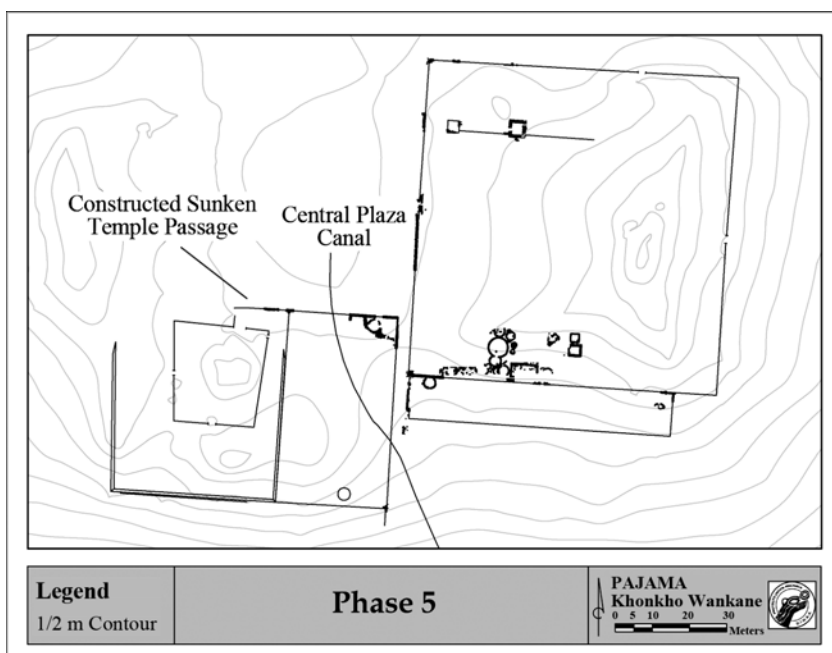 Constructed Sunken
Temple Passage
Central Plaza
Canal
Legend
1/2 m Contour
Phase 5
PAJAMA
Khonkho Wankane
0 5 10 20 30
Meters